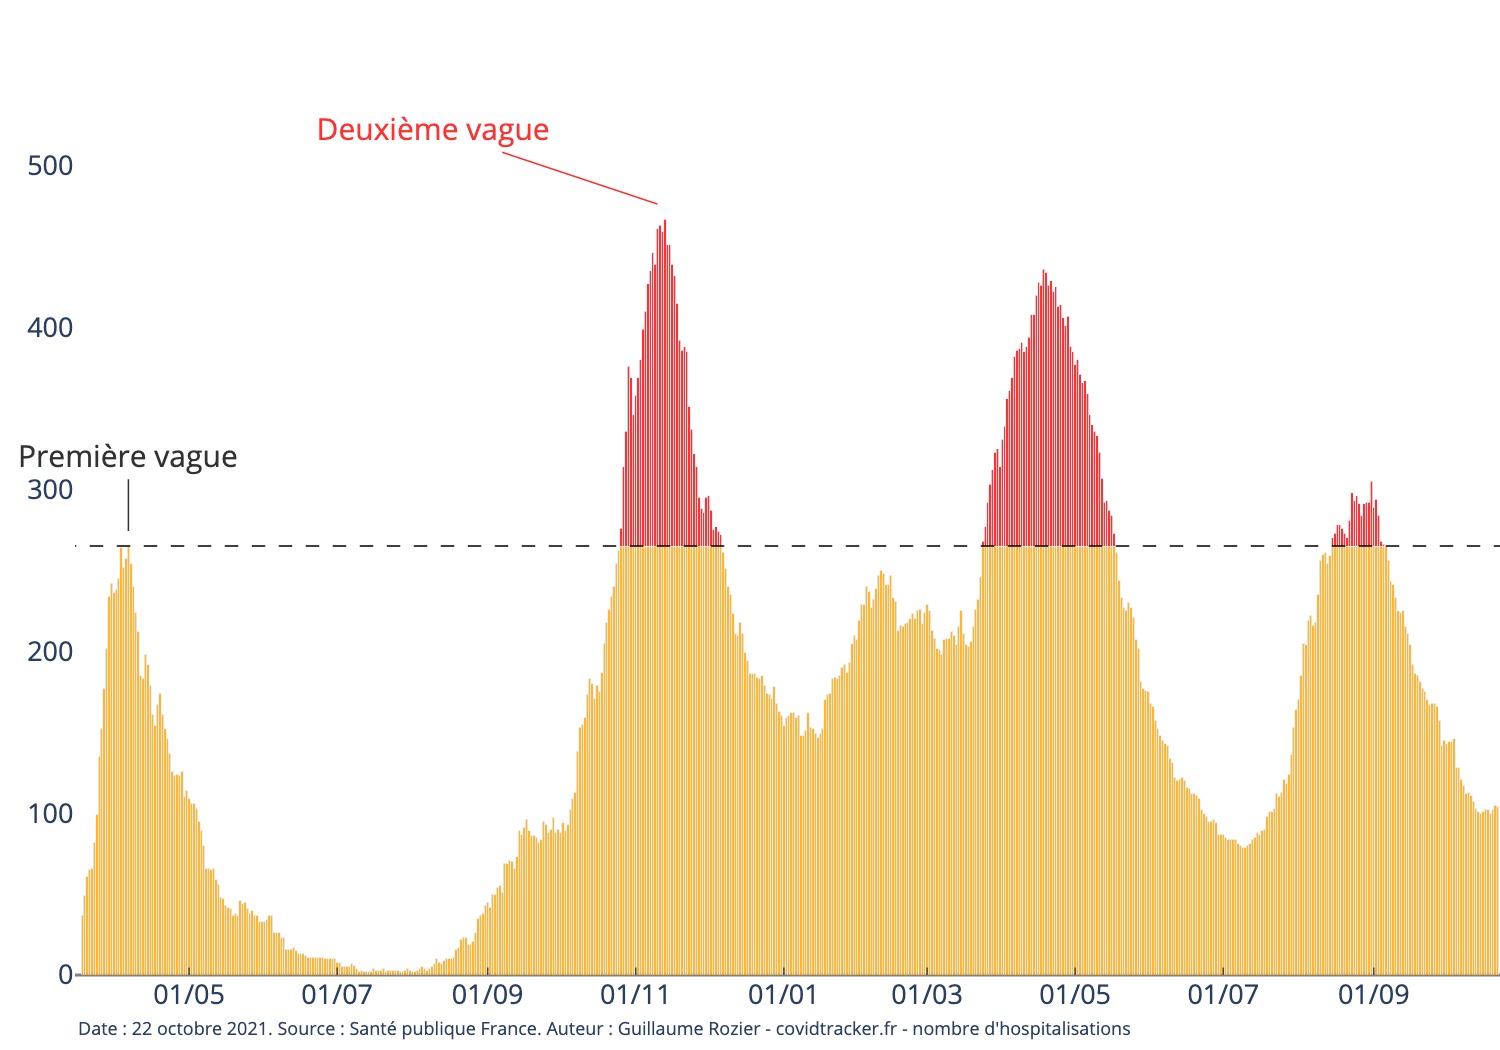 Deuxième vague
500
400
Première vague
300
200
100
0
01/05 01/07 01/09 01/11 01/01 01/03 01/05 01/07 01/09
Date : 22 octobre 2021. Source : Santé publique France. Auteur : Guillaume Rozier - covidtracker.fr - nombre d'hospitalisations